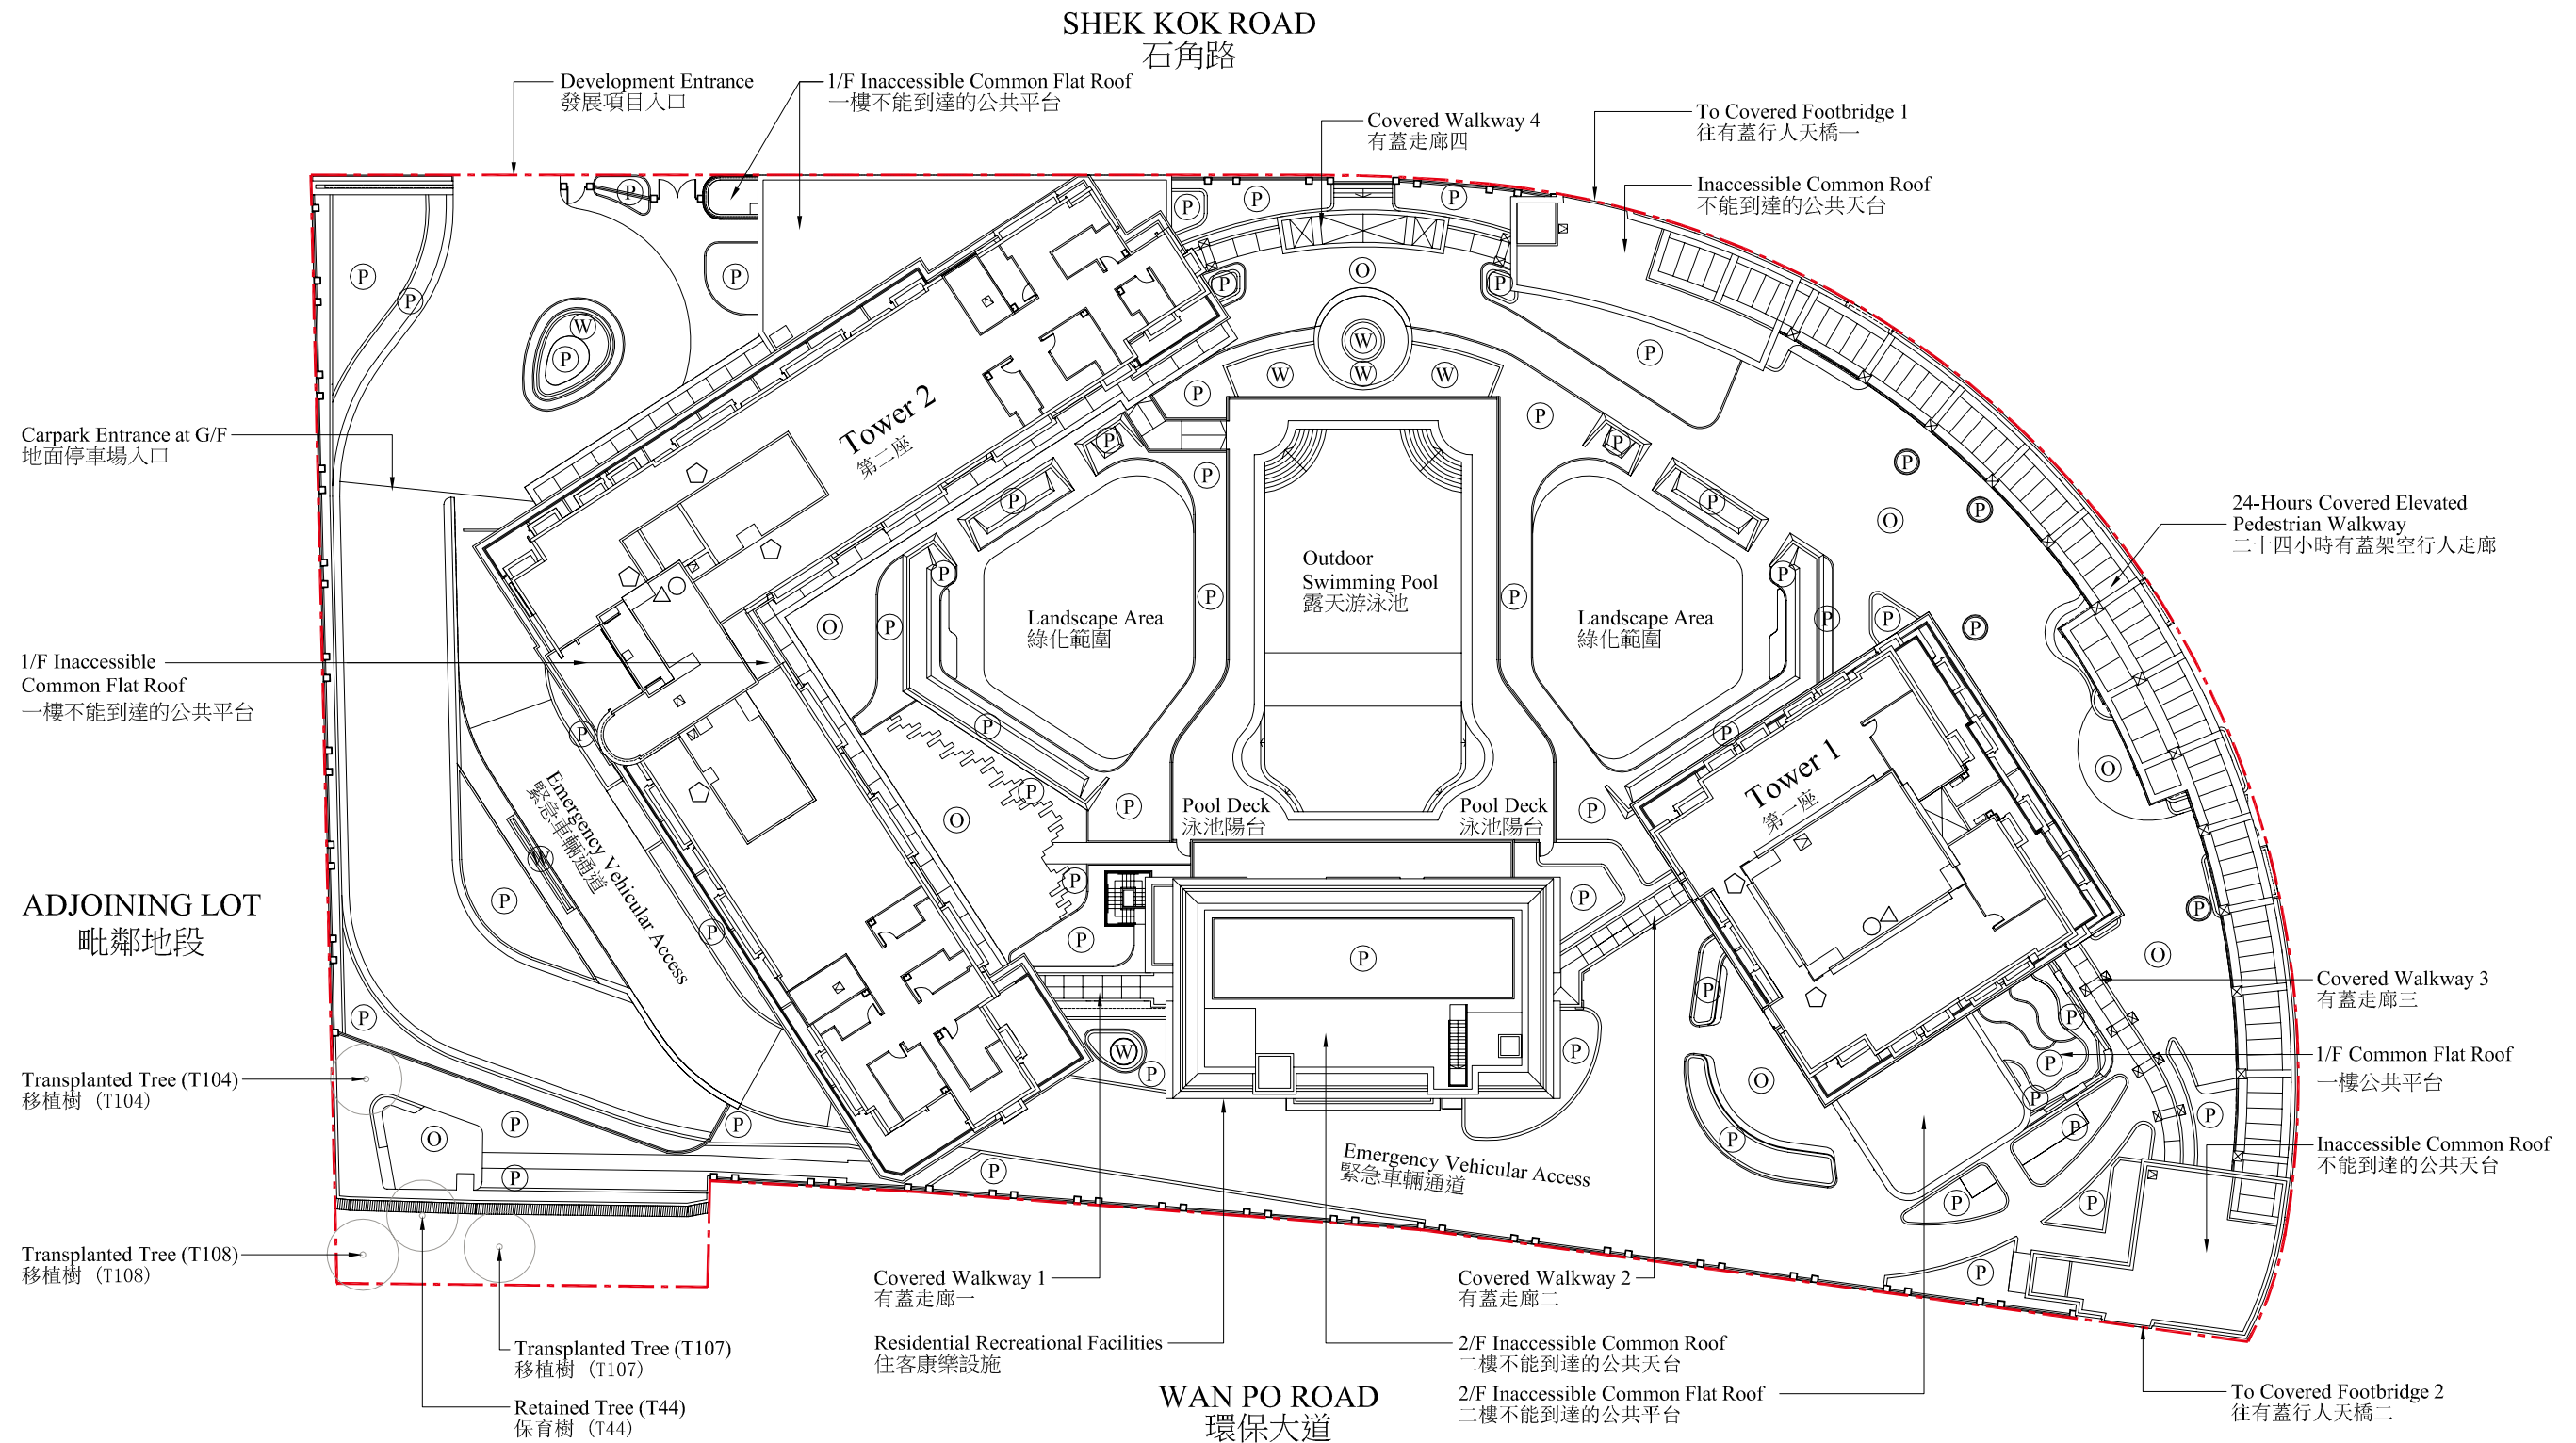 SHEK KOK ROAD
石角路
Development Entrance
發展項目入口
1/F Inaccessible Common Flat Roof
一樓不能到達的公共平台
Covered Walkway 4
有蓋走廊四
To Covered Footbridge 1
往有蓋行人天橋一
Inaccessible Common Roof
不能到達的公共天台
P
P
P
P
P
P
P
P
O
P
P
W
P
W
P
W
W
W
P
P
Carpark Entrance at G/F
地面停車場入口
Tower 2
第二座
P
P
P
P
P
P
P
O
24-Hours Covered Elevated
Pedestrian Walkway
二十四小時有蓋架空行人走廊
Outdoor
Swimming Pool
露天游泳池
P
P
P
P
Landscape Area
綠化範圍
Landscape Area
綠化範圍
O
P
P
P
P
1/F Inaccessible
Common Flat Roof
一樓不能到達的公共平台
P
P
P
Tower 1
第一座
O
Emergency Vehicular Access
緊急車輛通道
P
O
P
P
Pool Deck
泳池陽台
Pool Deck
泳池陽台
W
P
P
P
P
P
P
ADJOINING LOT
毗鄰地段
P
P
O
P
Covered Walkway 3
有蓋走廊三
P
P
W
P
P
P
1/F Common Flat Roof
一樓公共平台
Transplanted Tree (T104)
移植樹 (T104)
O
P
P
P
P
P
P
O
Inaccessible Common Roof
不能到達的公共天台
Emergency Vehicular Access
緊急車輛通道
P
P
P
P
P
Transplanted Tree (T108)
移植樹 (T108)
Covered Walkway 1
有蓋走廊一
Covered Walkway 2
有蓋走廊二
Transplanted Tree (T107)
移植樹 (T107)
Residential Recreational Facilities
住客康樂設施
2/F Inaccessible Common Roof
二樓不能到達的公共天台
Retained Tree (T44)
保育樹 (T44)
WAN PO ROAD
環保大道
2/F Inaccessible Common Flat Roof
二樓不能到達的公共平台
To Covered Footbridge 2
往有蓋行人天橋二